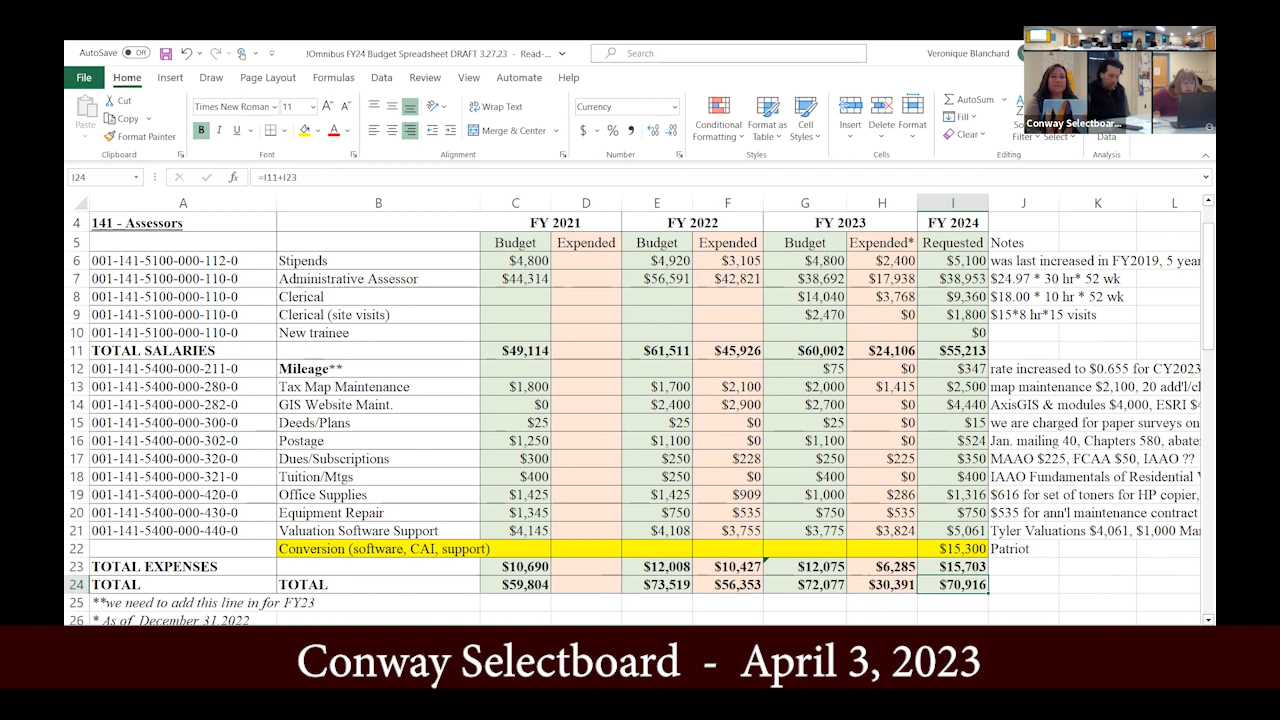 AutoSave Off !Omnibus FY24 Budget Spreadsheet DRAFT 3.27.23 - Read-... Search Veronique Blanchard
File Home Insert Draw Page Layout Formulas Data Review View Automate Help
Paste Cut Copy Format Painter Clipboard
Times New Roman 11 B I U Font
Wrap Text Merge & Center Alignment
Currency $ % Number
Conditional Formatting Format as Table Cell Styles Styles
Insert Delete Format Cells
AutoSum Fill Clear Filter Select Editing
Data Analysis
Conway Selectboar...
I24 fx =I11+I23
A B C D E F G H I J K L
4 141 - Assessors FY 2021 FY 2022 FY 2023 FY 2024
5 Budget Expended Budget Expended Budget Expended* Requested Notes
6 001-141-5100-000-112-0 Stipends $4,800 $4,920 $3,105 $4,800 $2,400 $5,100 was last increased in FY2019, 5 year
7 001-141-5100-000-110-0 Administrative Assessor $44,314 $56,591 $42,821 $38,692 $17,938 $38,953 $24.97 * 30 hr* 52 wk
8 001-141-5100-000-110-0 Clerical $14,040 $3,768 $9,360 $18.00 * 10 hr * 52 wk
9 001-141-5100-000-110-0 Clerical (site visits) $2,470 $0 $1,800 $15*8 hr*15 visits
10 001-141-5100-000-110-0 New trainee $0
11 TOTAL SALARIES $49,114 $61,511 $45,926 $60,002 $24,106 $55,213
12 001-141-5400-000-211-0 Mileage** $75 $0 $347 rate increased to $0.655 for CY2023
13 001-141-5400-000-280-0 Tax Map Maintenance $1,800 $1,700 $2,100 $2,000 $1,415 $2,500 map maintenance $2,100, 20 add'l/cl
14 001-141-5400-000-282-0 GIS Website Maint. $0 $2,400 $2,900 $2,700 $0 $4,440 AxisGIS & modules $4,000, ESRI $4
15 001-141-5400-000-300-0 Deeds/Plans $25 $25 $0 $25 $0 $15 we are charged for paper surveys on
16 001-141-5400-000-302-0 Postage $1,250 $1,100 $0 $1,100 $0 $524 Jan. mailing 40, Chapters 580, abate
17 001-141-5400-000-320-0 Dues/Subscriptions $300 $250 $228 $250 $225 $350 MAAO $225, FCAA $50, IAAO ??
18 001-141-5400-000-321-0 Tuition/Mtgs $400 $250 $0 $400 $0 $400 IAAO Fundamentals of Residential V
19 001-141-5400-000-420-0 Office Supplies $1,425 $1,425 $909 $1,000 $286 $1,316 $616 for set of toners for HP copier,
20 001-141-5400-000-430-0 Equipment Repair $1,345 $750 $535 $750 $535 $750 $535 for ann'l maintenance contract
21 001-141-5400-000-440-0 Valuation Software Support $4,145 $4,108 $3,755 $3,775 $3,824 $5,061 Tyler Valuations $4,061, $1,000 Mar
22 Conversion (software, CAI, support) $15,300 Patriot
23 TOTAL EXPENSES $10,690 $12,008 $10,427 $12,075 $6,285 $15,703
24 TOTAL TOTAL $59,804 $73,519 $56,353 $72,077 $30,391 $70,916
25 **we need to add this line in for FY23
26 * As of December 31,2022
Conway Selectboard - April 3, 2023